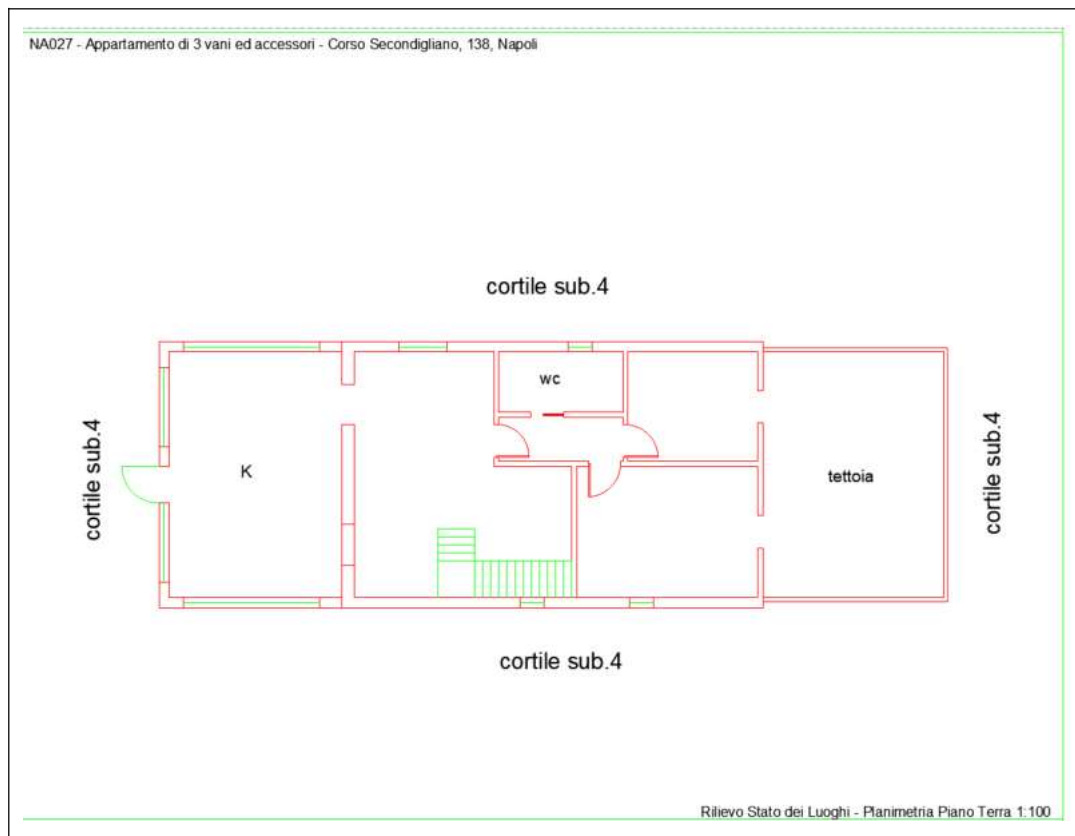 NA027 - Appartamento di 3 vani ed accessori - Corso Secondigliano, 138, Napoli
cortile sub.4
wc
cortile sub.4
K
tettoia
cortile sub.4
cortile sub.4
Rilievo Stato dei Luoghi - Planimetria Piano Terra 1:100